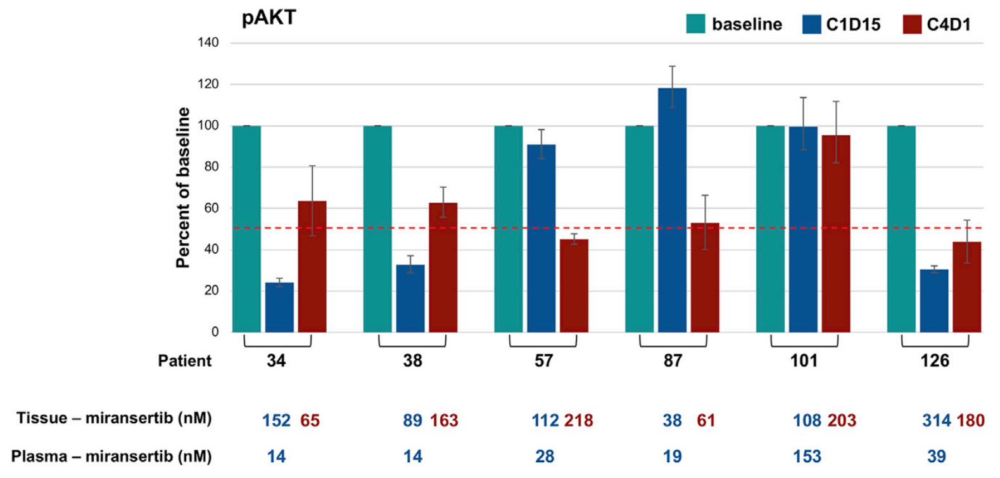 pAKT
baseline C1D15 C4D1
140
120
100
80
60
40
20
0
Percent of baseline
Patient 34 38 57 87 101 126
Tissue – miransertib (nM) 152 65 89 163 112 218 38 61 108 203 314 180
Plasma – miransertib (nM) 14 14 28 19 153 39